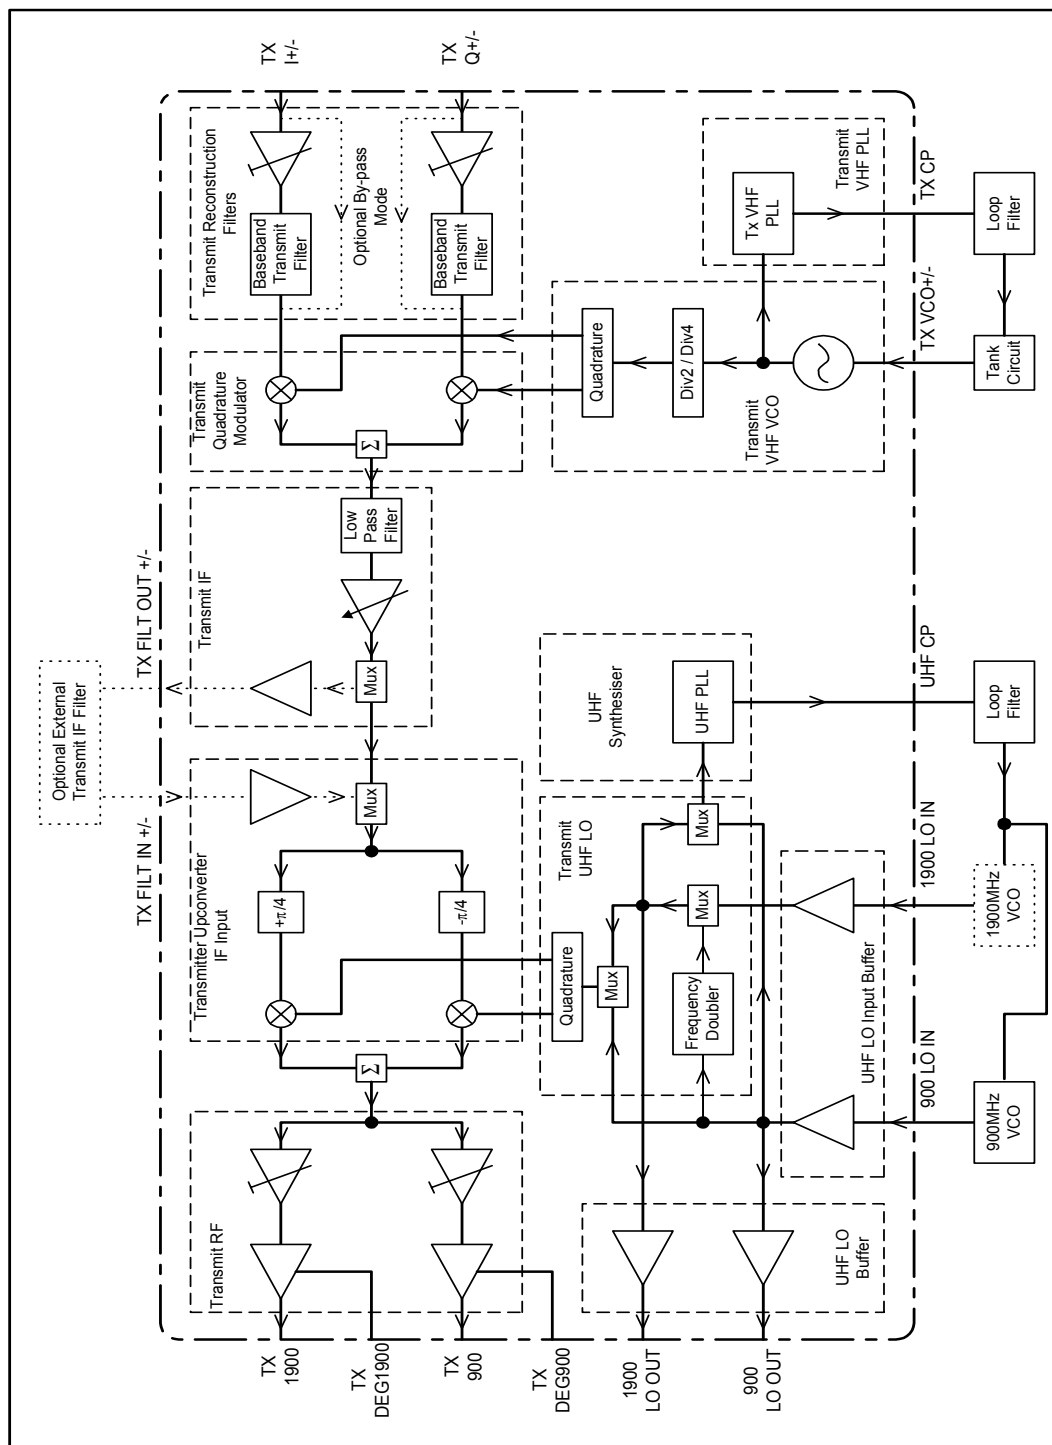 TX
1900
TX
DEG1900
TX
900
TX
DEG900
1900
LO OUT
900
LO OUT
Transmit RF
UHF LO
Buffer
Σ
TX FILT IN +/-
Optional External
Transmit IF Filter
TX FILT OUT +/-
Transmitter Upconverter
IF Input
+π/4
-π/4
Mux
Transmit IF
Mux
Low
Pass
Filter
Transmit
Quadrature
Modulator
Σ
Transmit Reconstruction
Filters
Baseband
Transmit
Filter
Optional By-pass
Mode
Baseband
Transmit
Filter
TX
I+/-
TX
Q+/-
Quadrature
Mux
Transmit
UHF LO
Frequency
Doubler
Mux
Mux
UHF
Synthesiser
UHF PLL
UHF LO Input Buffer
900 LO IN
1900 LO IN
UHF CP
900MHz
VCO
1900MHz
VCO
Loop
Filter
Quadrature
Div2 / Div4
Transmit
VHF VCO
Tx VHF
PLL
Transmit
VHF PLL
TX VCO+/-
TX CP
Tank
Circuit
Loop
Filter